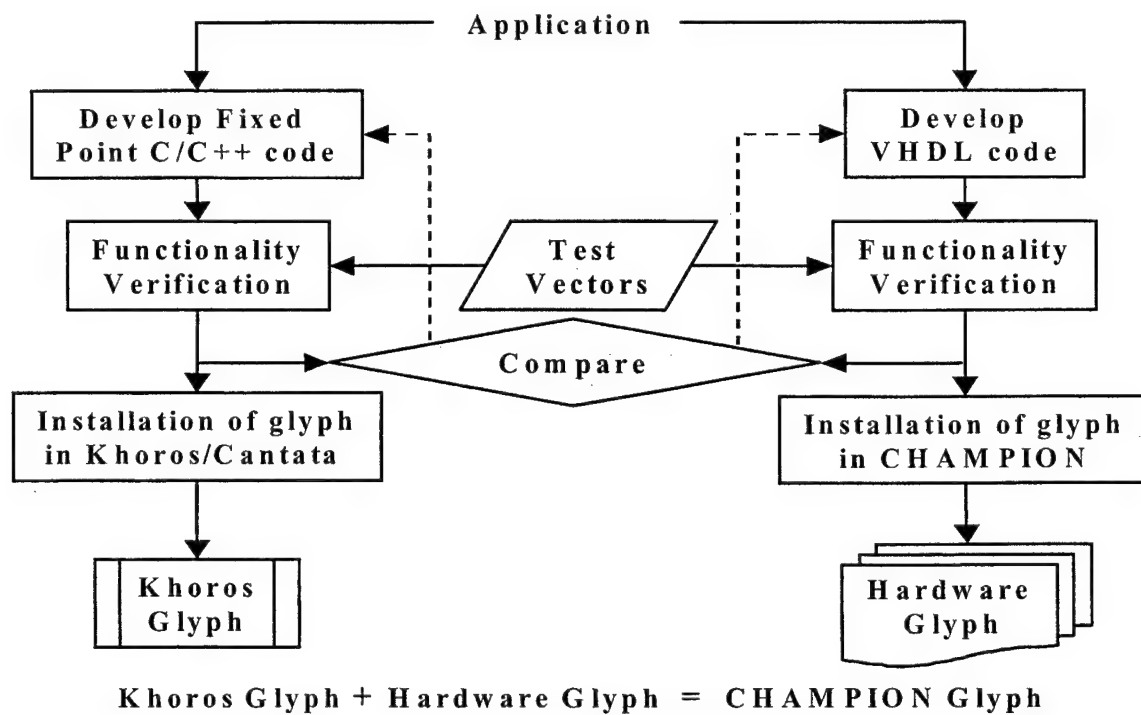 Application
Develop Fixed
Point C/C++ code
Develop
VHDL code
Functionality
Verification
Test
Vectors
Functionality
Verification
Compare
Installation of glyph
in Khoros/Cantata
Installation of glyph
in CHAMPION
Khoros
Glyph
Hardware
Glyph
Khoros Glyph + Hardware Glyph = CHAMPION Glyph